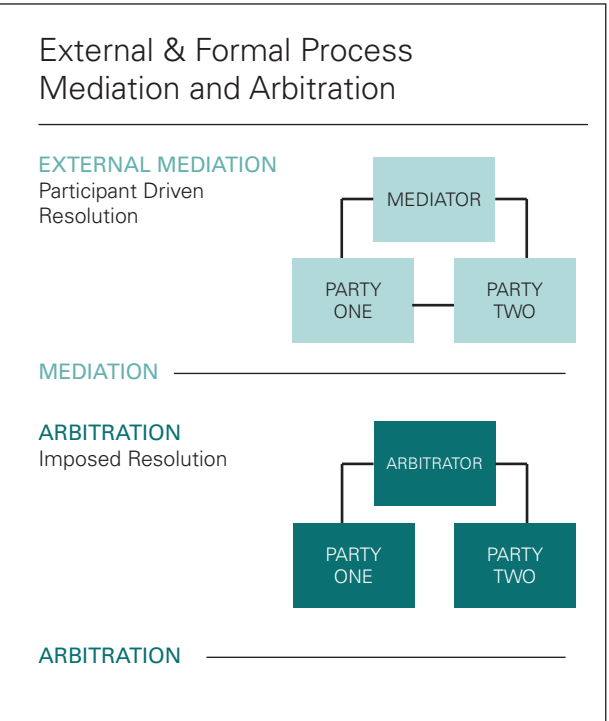 External & Formal Process
Mediation and Arbitration
EXTERNAL MEDIATION
Participant Driven
Resolution
MEDIATOR
PARTY
ONE
PARTY
TWO
MEDIATION
ARBITRATION
Imposed Resolution
ARBITRATOR
PARTY
ONE
PARTY
TWO
ARBITRATION